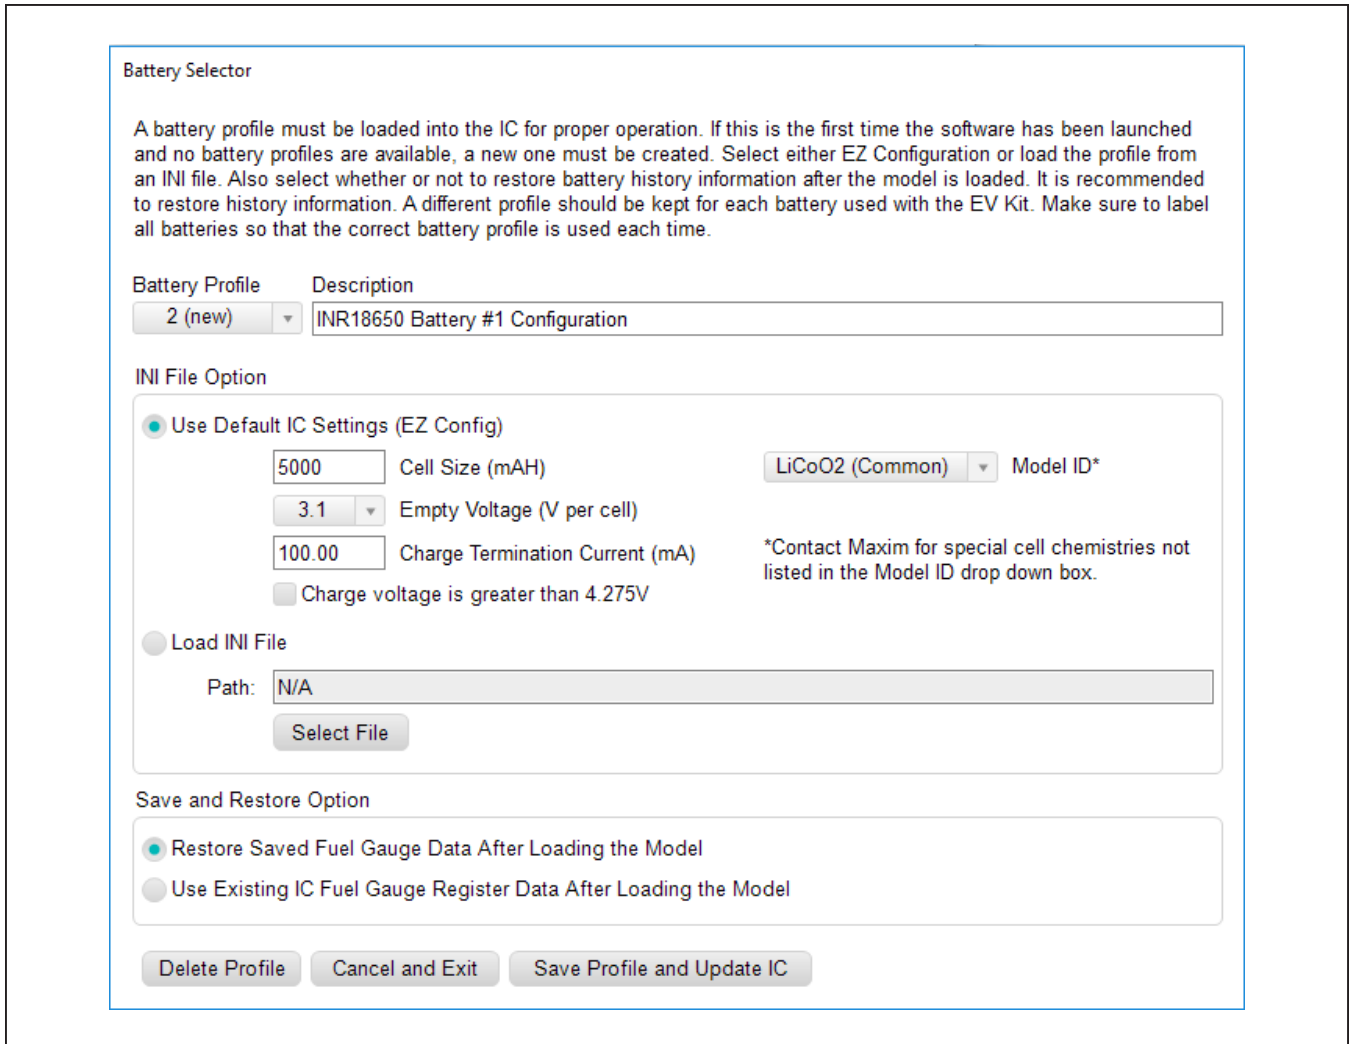 Battery Selector
A battery profile must be loaded into the IC for proper operation. If this is the first time the software has been launched
and no battery profiles are available, a new one must be created. Select either EZ Configuration or load the profile from
an INI file. Also select whether or not to restore battery history information after the model is loaded. It is recommended
to restore history information. A different profile should be kept for each battery used with the EV Kit. Make sure to label
all batteries so that the correct battery profile is used each time.
Battery Profile Description
2 (new) INR18650 Battery #1 Configuration
INI File Option
Use Default IC Settings (EZ Config)
5000 Cell Size (mAH) LiCoO2 (Common) Model ID*
3.1 Empty Voltage (V per cell)
100.00 Charge Termination Current (mA)
*Contact Maxim for special cell chemistries not
listed in the Model ID drop down box.
Charge voltage is greater than 4.275V
Load INI File
Path: N/A
Select File
Save and Restore Option
Restore Saved Fuel Gauge Data After Loading the Model
Use Existing IC Fuel Gauge Register Data After Loading the Model
Delete Profile Cancel and Exit Save Profile and Update IC